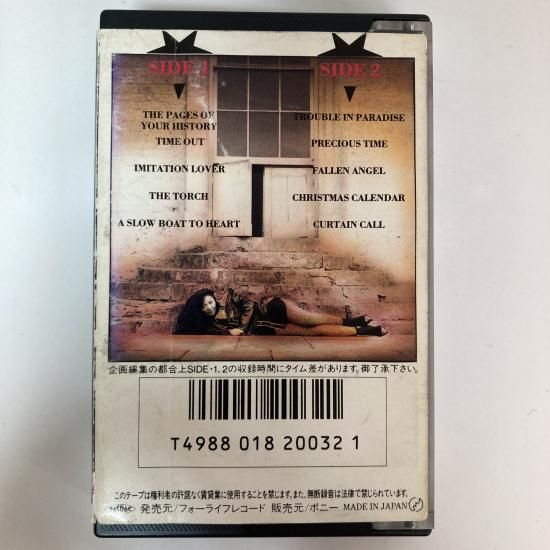 SIDE 1
THE PAGES OF
YOUR HISTORY
TIME OUT
IMITATION LOVER
THE TORCH
A SLOW BOAT TO HEART
SIDE 2
TROUBLE IN PARADISE
PRECIOUS TIME
FALLEN ANGEL
CHRISTMAS CALENDAR
CURTAIN CALL
企画編集の都合上SIDE・1、2の収録時間にタイム差があります。御了承下さい。
T4988 018 20032 1
このテープは権利者の許諾なく賃貸業に使用することを禁じます。また、無断録音は法律で禁じられています。
発売元/フォーライフレコード 販売元/ポニー MADE IN JAPAN